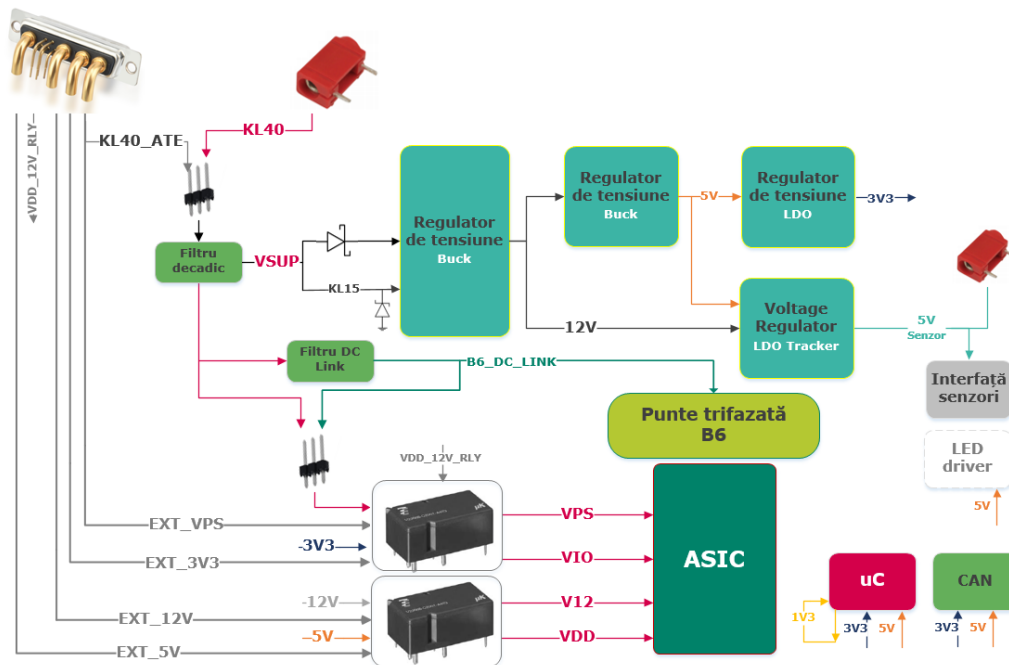 VDD_12V_RLY
KL40_ATE
KL40
Filtru
decadic
VSUP
KL15
Regulator
de tensiune
Buck
Regulator
de tensiune
Buck
5V
Regulator
de tensiune
LDO
3V3
12V
Voltage
Regulator
LDO Tracker
5V
Senzor
Interfață
senzori
Filtru DC
Link
B6_DC_LINK
Punte trifazată
B6
LED
driver
5V
VDD_12V_RLY
EXT_VPS
-3V3
EXT_3V3
-12V
EXT_12V
-5V
EXT_5V
VPS
VIO
V12
VDD
ASIC
uC
1V3
3V3
5V
CAN
3V3
5V